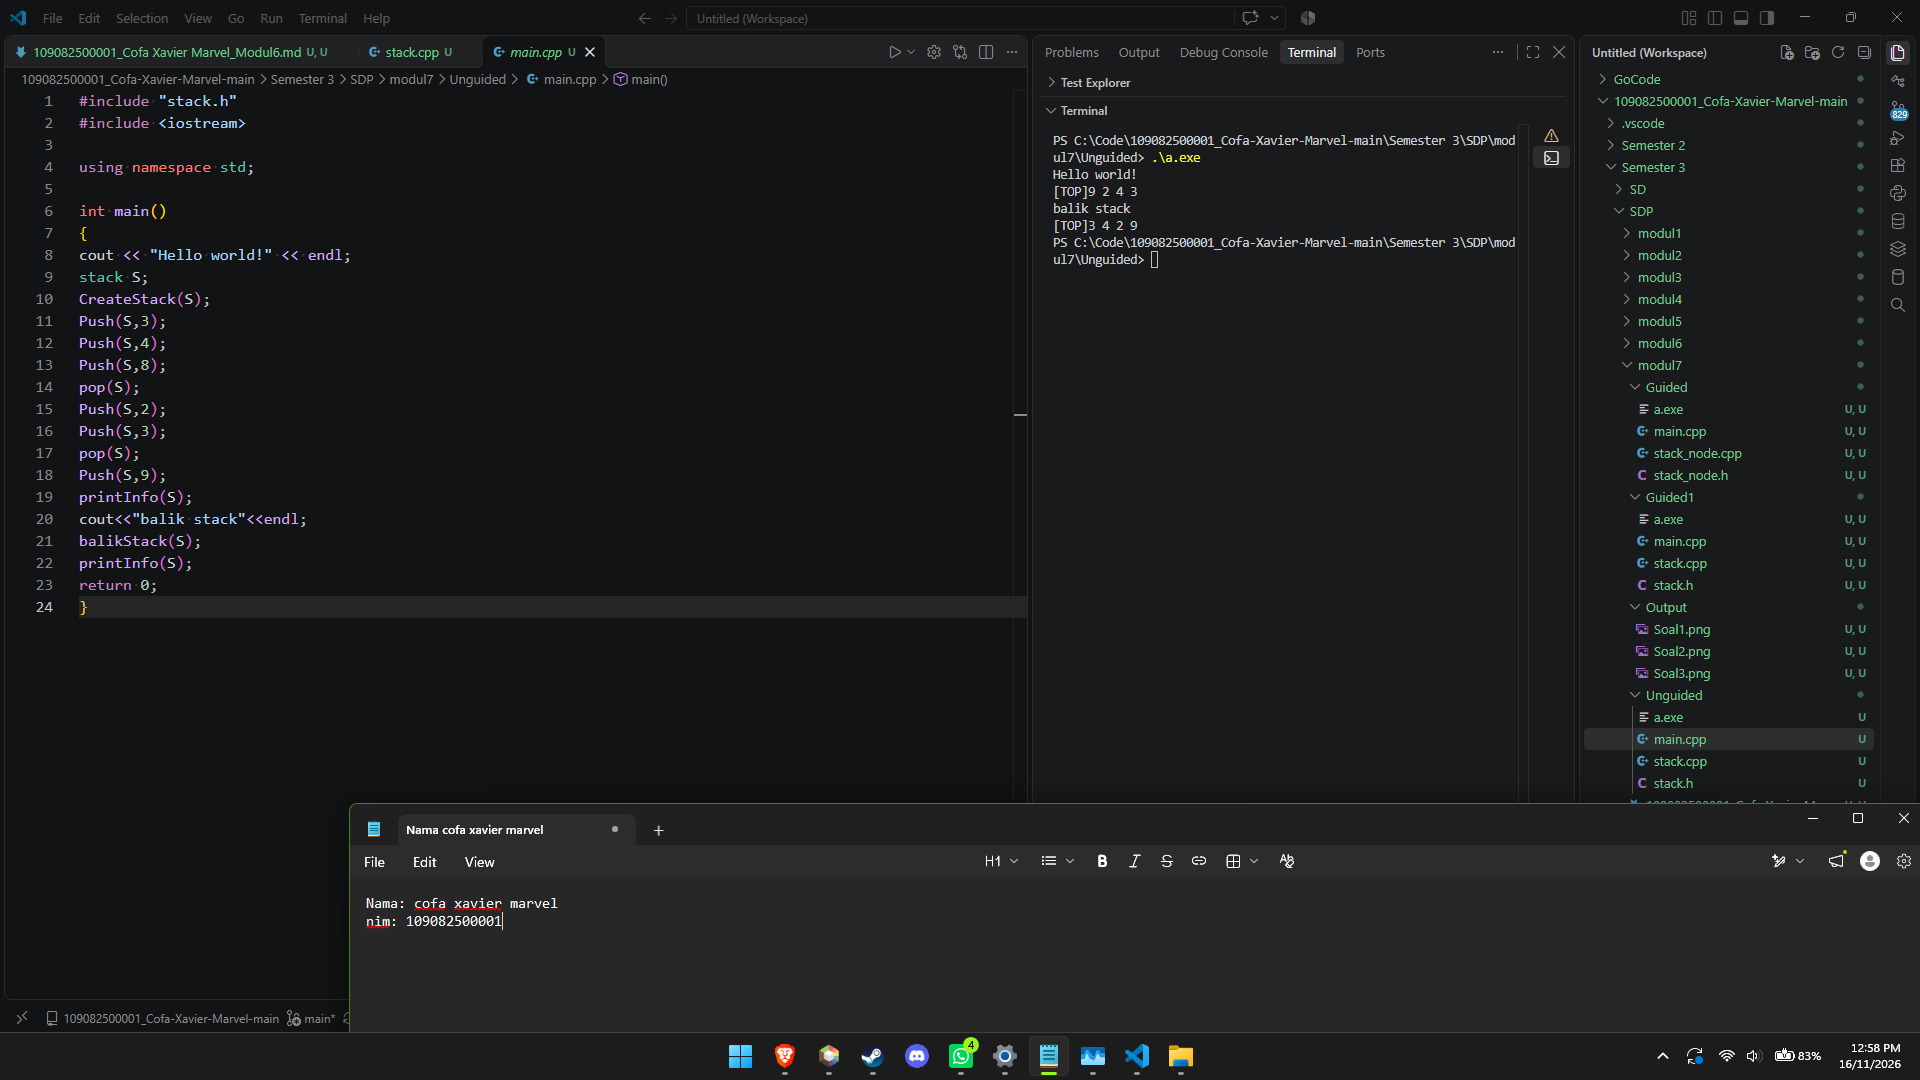 File Edit Selection View Go Run Terminal Help
Untitled (Workspace)
109082500001_Cofa Xavier Marvel_Modul6.md U, U
stack.cpp U
main.cpp U
109082500001_Cofa-Xavier-Marvel-main > Semester 3 > SDP > modul7 > Unguided > main.cpp > main()
1 #include "stack.h"
2 #include <iostream>
3
4 using namespace std;
5
6 int main()
7 {
8 cout << "Hello world!" << endl;
9 stack S;
10 CreateStack(S);
11 Push(S,3);
12 Push(S,4);
13 Push(S,8);
14 pop(S);
15 Push(S,2);
16 Push(S,3);
17 pop(S);
18 Push(S,9);
19 printInfo(S);
20 cout<<"balik stack"<<endl;
21 balikStack(S);
22 printInfo(S);
23 return 0;
24 }
109082500001_Cofa-Xavier-Marvel-main main*
Problems Output Debug Console Terminal Ports
Test Explorer
Terminal
PS C:\Code\109082500001_Cofa-Xavier-Marvel-main\Semester 3\SDP\mod
ul7\Unguided> .\a.exe
Hello world!
[TOP]9 2 4 3
balik stack
[TOP]3 4 2 9
PS C:\Code\109082500001_Cofa-Xavier-Marvel-main\Semester 3\SDP\mod
ul7\Unguided>
Untitled (Workspace)
GoCode
109082500001_Cofa-Xavier-Marvel-main
.vscode
Semester 2
Semester 3
SD
SDP
modul1
modul2
modul3
modul4
modul5
modul6
modul7
Guided
a.exe U, U
main.cpp U, U
stack_node.cpp U, U
stack_node.h U, U
Guided1
a.exe U, U
main.cpp U, U
stack.cpp U, U
stack.h U, U
Output
Soal1.png U, U
Soal2.png U, U
Soal3.png U, U
Unguided
a.exe U
main.cpp U
stack.cpp U
stack.h U
829
Nama cofa xavier marvel
File Edit View
H1
Nama: cofa xavier marvel
nim: 109082500001
4
83%
12:58 PM
16/11/2026